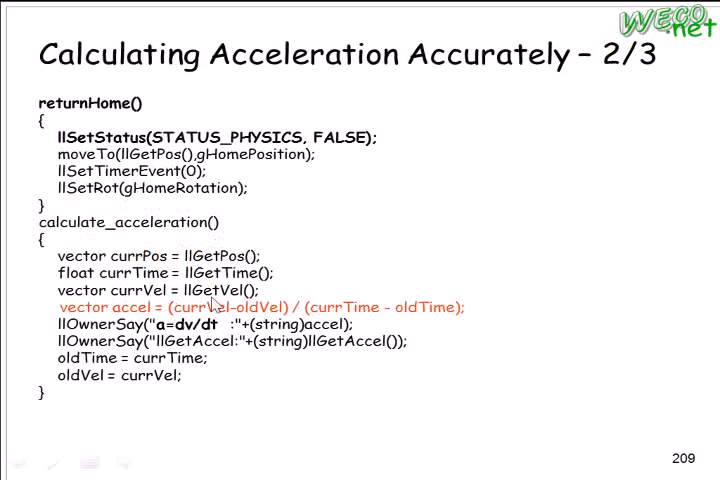 WECO
.net
Calculating Acceleration Accurately – 2/3
returnHome()
{
llSetStatus(STATUS_PHYSICS, FALSE);
moveTo(llGetPos(),gHomePosition);
llSetTimerEvent(0);
llSetRot(gHomeRotation);
}
calculate_acceleration()
{
vector currPos = llGetPos();
float currTime = llGetTime();
vector currVel = llGetVel();
vector accel = (currVel-oldVel) / (currTime - oldTime);
llOwnerSay("a=dv/dt :"+(string)accel);
llOwnerSay("llGetAccel:"+(string)llGetAccel());
oldTime = currTime;
oldVel = currVel;
}
209